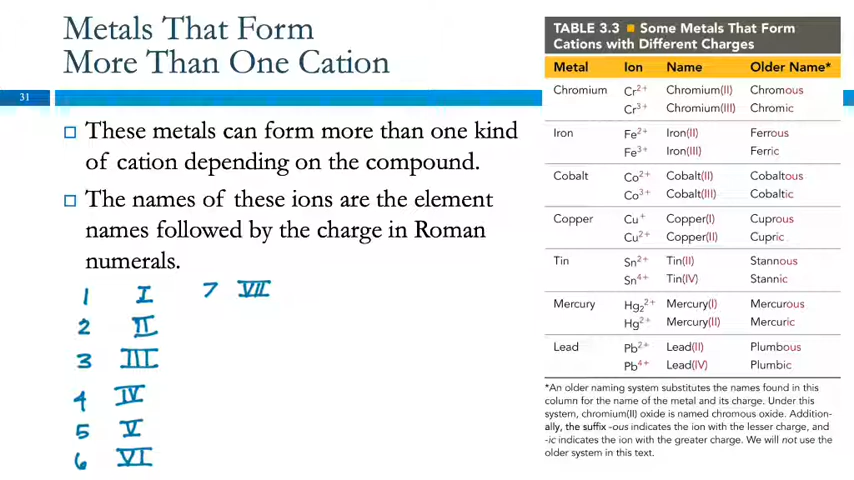 Metals That Form
More Than One Cation
31
□ These metals can form more than one kind
of cation depending on the compound.
□ The names of these ions are the element
names followed by the charge in Roman
numerals.
1 I 7 VII
2 II
3 III
4 IV
5 V
6 VI
TABLE 3.3 ■ Some Metals That Form
Cations with Different Charges
Metal Ion Name Older Name*
Chromium Cr²⁺ Chromium(II) Chromous
Cr³⁺ Chromium(III) Chromic
Iron Fe²⁺ Iron(II) Ferrous
Fe³⁺ Iron(III) Ferric
Cobalt Co²⁺ Cobalt(II) Cobaltous
Co³⁺ Cobalt(III) Cobaltic
Copper Cu⁺ Copper(I) Cuprous
Cu²⁺ Copper(II) Cupric
Tin Sn²⁺ Tin(II) Stannous
Sn⁴⁺ Tin(IV) Stannic
Mercury Hg₂²⁺ Mercury(I) Mercurous
Hg²⁺ Mercury(II) Mercuric
Lead Pb²⁺ Lead(II) Plumbous
Pb⁴⁺ Lead(IV) Plumbic
*An older naming system substitutes the names found in this
column for the name of the metal and its charge. Under this
system, chromium(II) oxide is named chromous oxide. Addition-
ally, the suffix -ous indicates the ion with the lesser charge, and
-ic indicates the ion with the greater charge. We will not use the
older system in this text.